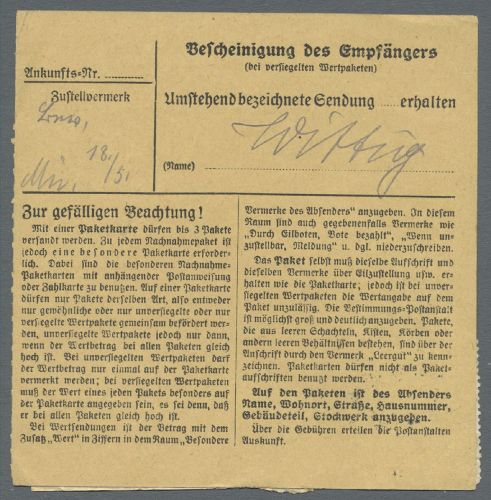 Bescheinigung des Empfängers
(bei versiegelten Wertpaketen)
Ankunfts-Nr.
Zustellvermerk
Umstehend bezeichnete Sendung erhalten
18./5.
(Name)
Wittig
Zur gefälligen Beachtung!
Mit einer Paketkarte dürfen bis 3 Pakete
versandt werden. Zu jedem Nachnahmepaket ist
jedoch eine besondere Paketkarte erforder-
lich. Dabei sind die besonderen Nachnahme-
Paketkarten mit anhängender Postanweisung
oder Zahlkarte zu benutzen. Auf einer Paketkarte
dürfen nur Pakete derselben Art, also entweder
nur gewöhnliche oder nur unversiegelte oder nur
versiegelte Wertpakete gemeinsam befördert wer-
den, unversiegelte Wertpakete jedoch nur dann,
wenn der Wertbetrag bei allen Paketen gleich
hoch ist. Bei unversiegelten Wertpaketen darf
der Wertbetrag nur einmal auf der Paketkarte
vermerkt werden; bei versiegelten Wertpaketen
muß der Wert eines jeden Pakets besonders auf
der Paketkarte angegeben sein, es sei denn, daß
er bei allen Paketen gleich hoch ist.
Bei Wertsendungen ist der Betrag mit dem
Zusatz „Wert" in Ziffern in dem Raum „Besondere
Vermerke des Absenders" anzugeben. In diesem
Raum sind auch gegebenenfalls Vermerke wie
„Durch Eilboten, Bote bezahlt", „Wenn un-
zustellbar, Meldung" u. dgl. niederzuschreiben.
Das Paket selbst muß dieselbe Aufschrift und
dieselben Vermerke über Eilzustellung usw. er-
halten wie die Paketkarte; jedoch ist bei unver-
siegelten Wertpaketen die Wertangabe auf dem
Paket unzulässig. Die Bestimmungs-Postanstalt
ist möglichst groß und deutlich anzugeben. Pakete,
die aus leeren Schachteln, Kisten, Körben oder
andern leeren Behältnissen bestehen, sind über der
Anschrift durch den Vermerk „Leergut" zu kenn-
zeichnen. Paketkarten dürfen nicht als Paket-
aufschriften benutzt werden.
Auf den Paketen ist des Absenders
Name, Wohnort, Straße, Hausnummer,
Gebäudeteil, Stockwerk anzugeben.
Über die Gebühren erteilen die Postanstalten
Auskunft.